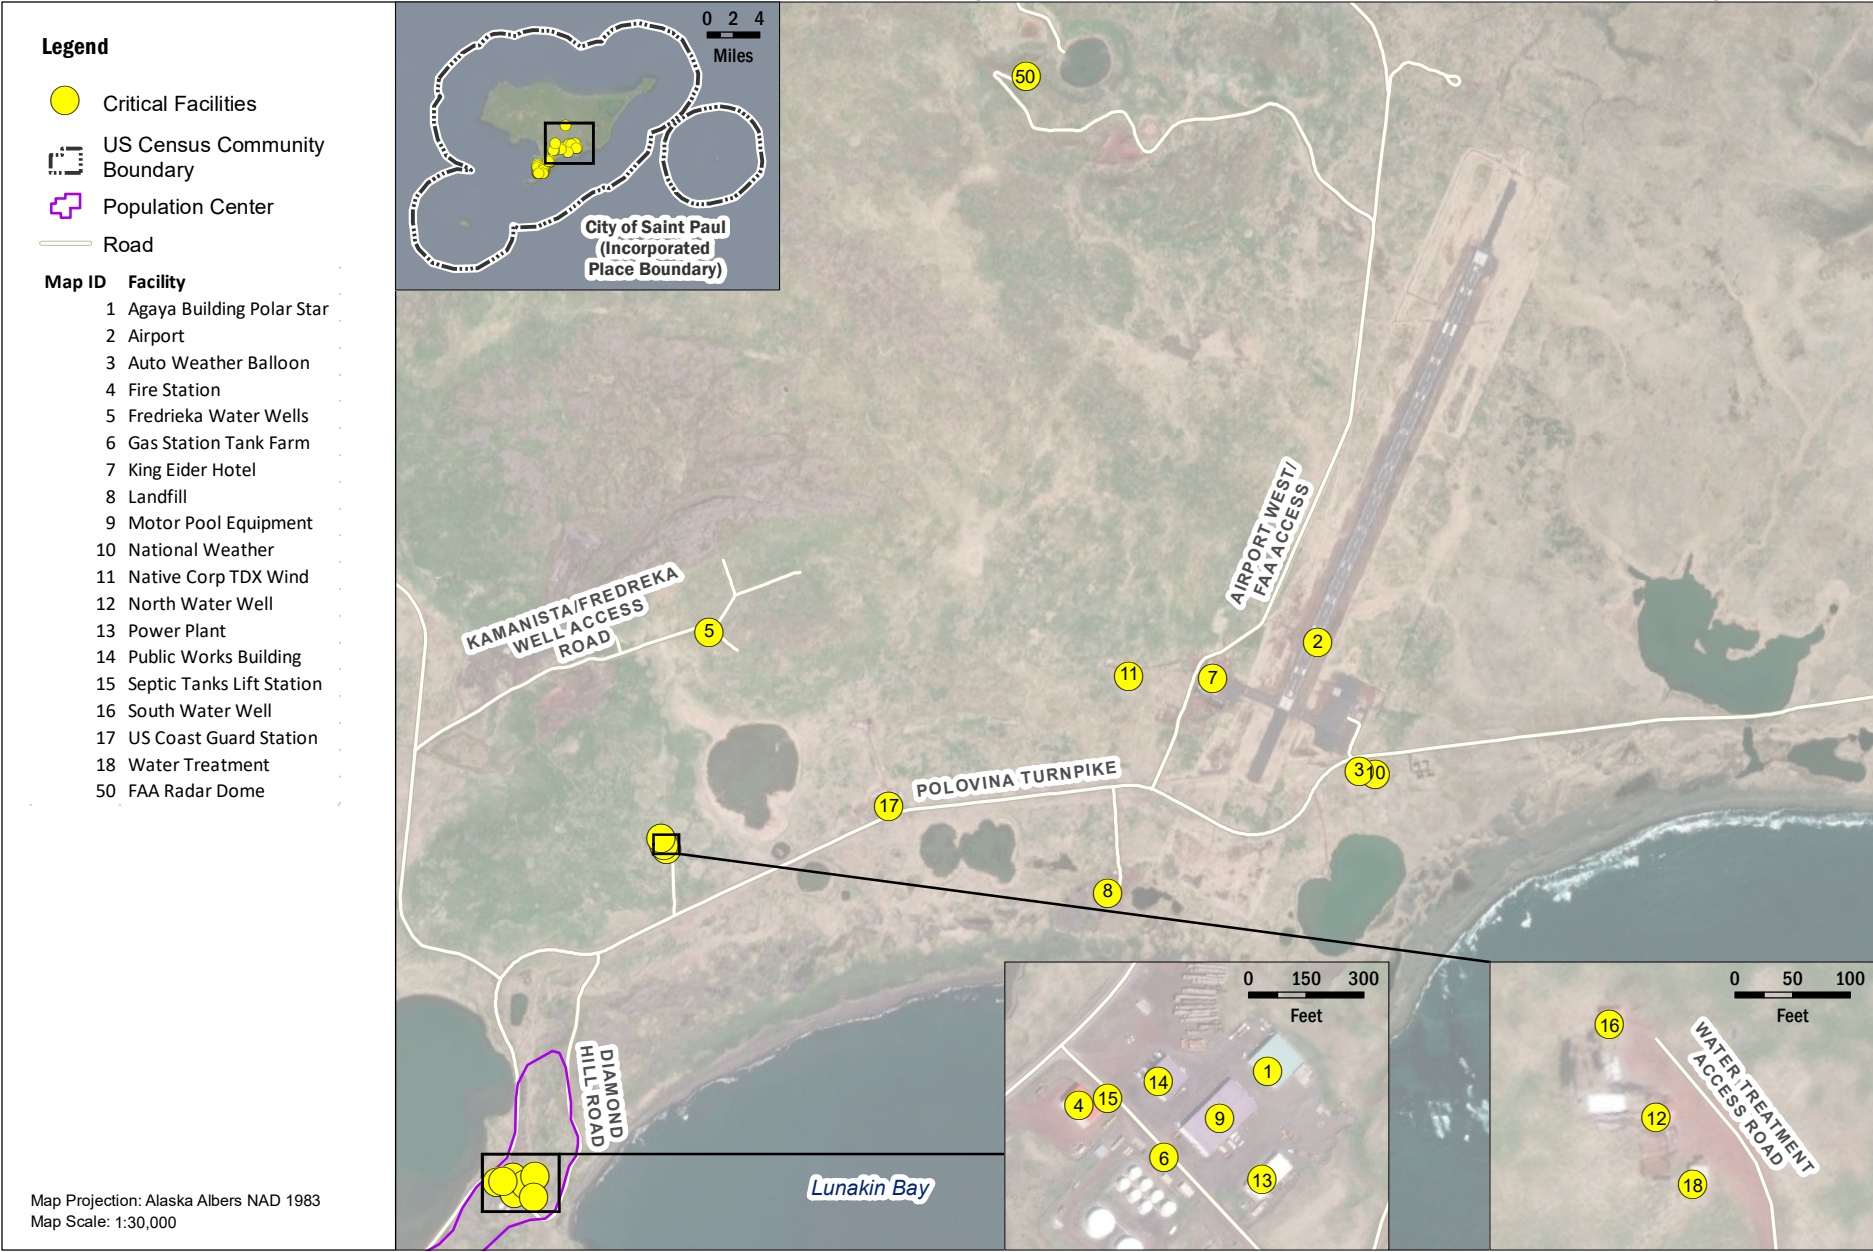 Legend
Critical Facilities
US Census Community
Boundary
Population Center
Road
Map ID Facility
1 Agaya Building Polar Star
2 Airport
3 Auto Weather Balloon
4 Fire Station
5 Fredrieka Water Wells
6 Gas Station Tank Farm
7 King Eider Hotel
8 Landfill
9 Motor Pool Equipment
10 National Weather
11 Native Corp TDX Wind
12 North Water Well
13 Power Plant
14 Public Works Building
15 Septic Tanks Lift Station
16 South Water Well
17 US Coast Guard Station
18 Water Treatment
50 FAA Radar Dome
Map Projection: Alaska Albers NAD 1983
Map Scale: 1:30,000
0 2 4
Miles
City of Saint Paul
(Incorporated
Place Boundary)
50
AIRPORT WEST/
FAA ACCESS
KAMANISTA/FREDREKA
WELL ACCESS
ROAD
5
2
11
7
3
10
POLOVINA TURNPIKE
17
8
DIAMOND
HILL ROAD
Lunakin Bay
0 150 300
Feet
1
14
15
4
9
6
13
0 50 100
Feet
16
WATER TREATMENT
ACCESS ROAD
12
18